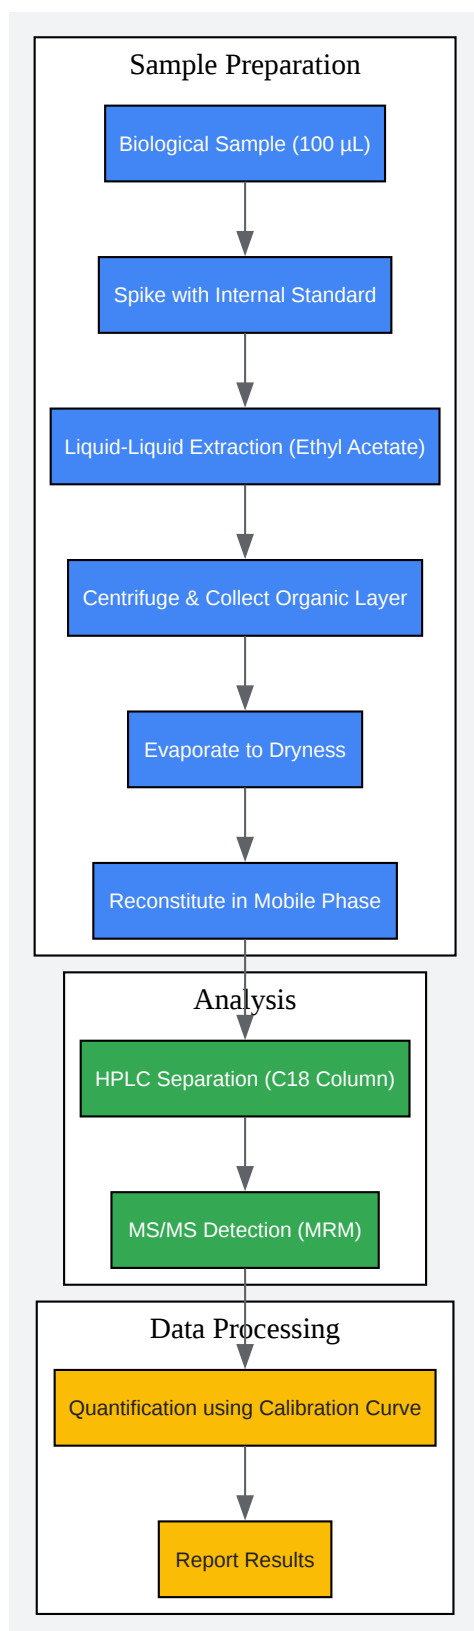 Sample Preparation
Biological Sample (100 µL)
Spike with Internal Standard
Liquid-Liquid Extraction (Ethyl Acetate)
Centrifuge & Collect Organic Layer
Evaporate to Dryness
Reconstitute in Mobile Phase
Analysis
HPLC Separation (C18 Column)
MS/MS Detection (MRM)
Data Processing
Quantification using Calibration Curve
Report Results